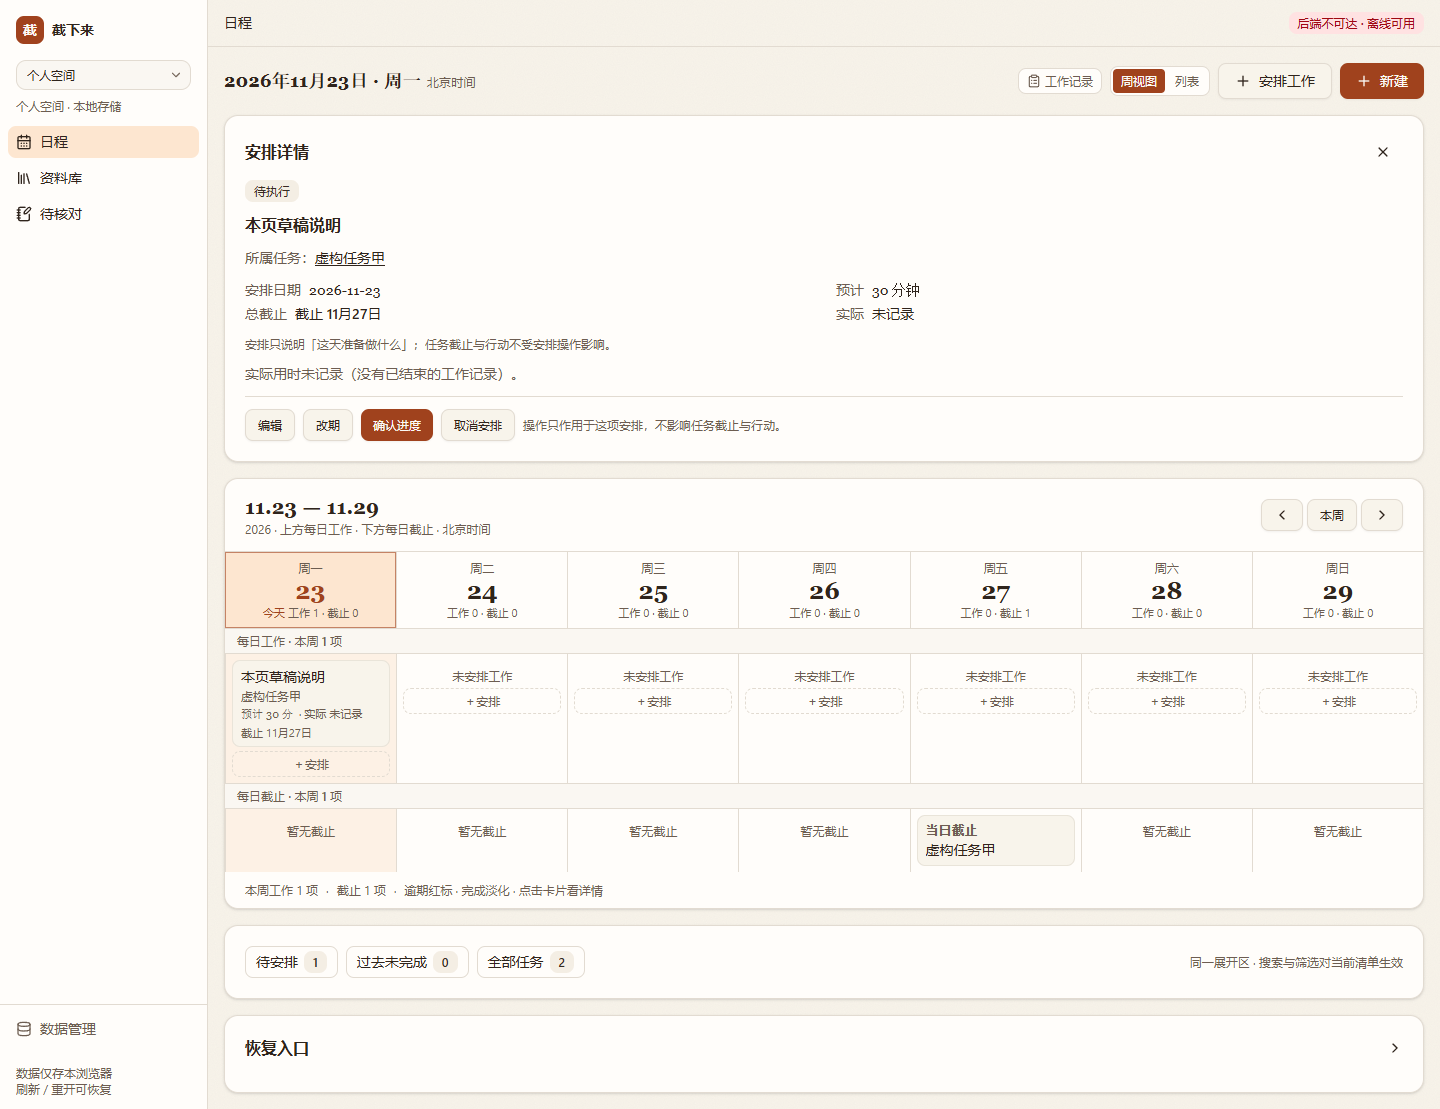 截 截下来
个人空间
个人空间 · 本地存储
日程
资料库
待核对
数据管理
数据仅存本浏览器
刷新 / 重开可恢复
日程
后端不可达 · 离线可用
2026年11月23日 · 周一 北京时间
工作记录
周视图 列表
+ 安排工作
+ 新建
安排详情
待执行
本页草稿说明
所属任务：虚构任务甲
安排日期 2026-11-23
预计 30 分钟
总截止 截止 11月27日
实际 未记录
安排只说明「这天准备做什么」；任务截止与行动不受安排操作影响。
实际用时未记录（没有已结束的工作记录）。
编辑 改期 确认进度 取消安排 操作只作用于这项安排，不影响任务截止与行动。
11.23 — 11.29
2026 · 上方每日工作 · 下方每日截止 · 北京时间
本周
周一 周二 周三 周四 周五 周六 周日
23 24 25 26 27 28 29
今天 工作 1 · 截止 0 工作 0 · 截止 0 工作 0 · 截止 0 工作 0 · 截止 0 工作 0 · 截止 1 工作 0 · 截止 0 工作 0 · 截止 0
每日工作 · 本周 1 项
本页草稿说明
虚构任务甲
预计 30 分 · 实际 未记录
截止 11月27日
+ 安排
未安排工作 未安排工作 未安排工作 未安排工作 未安排工作 未安排工作
+ 安排 + 安排 + 安排 + 安排 + 安排 + 安排
每日截止 · 本周 1 项
暂无截止 暂无截止 暂无截止 暂无截止 当日截止 暂无截止 暂无截止
虚构任务甲
本周工作 1 项 · 截止 1 项 · 逾期红标 · 完成淡化 · 点击卡片看详情
待安排 1 过去未完成 0 全部任务 2
同一展开区 · 搜索与筛选对当前清单生效
恢复入口